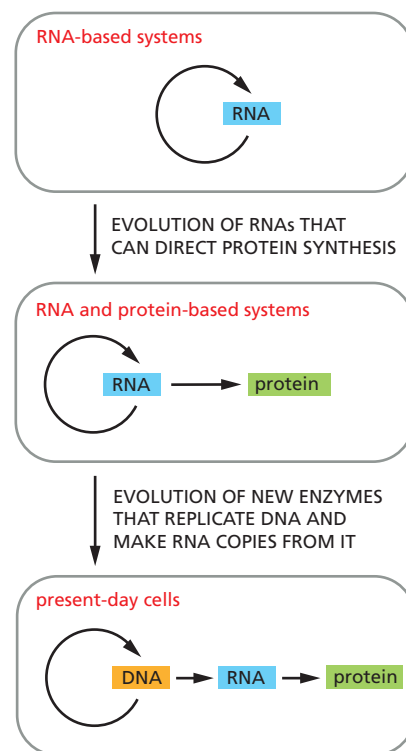 RNA-based systems
RNA
EVOLUTION OF RNAs THAT
CAN DIRECT PROTEIN SYNTHESIS
RNA and protein-based systems
RNA protein
EVOLUTION OF NEW ENZYMES
THAT REPLICATE DNA AND
MAKE RNA COPIES FROM IT
present-day cells
DNA RNA protein